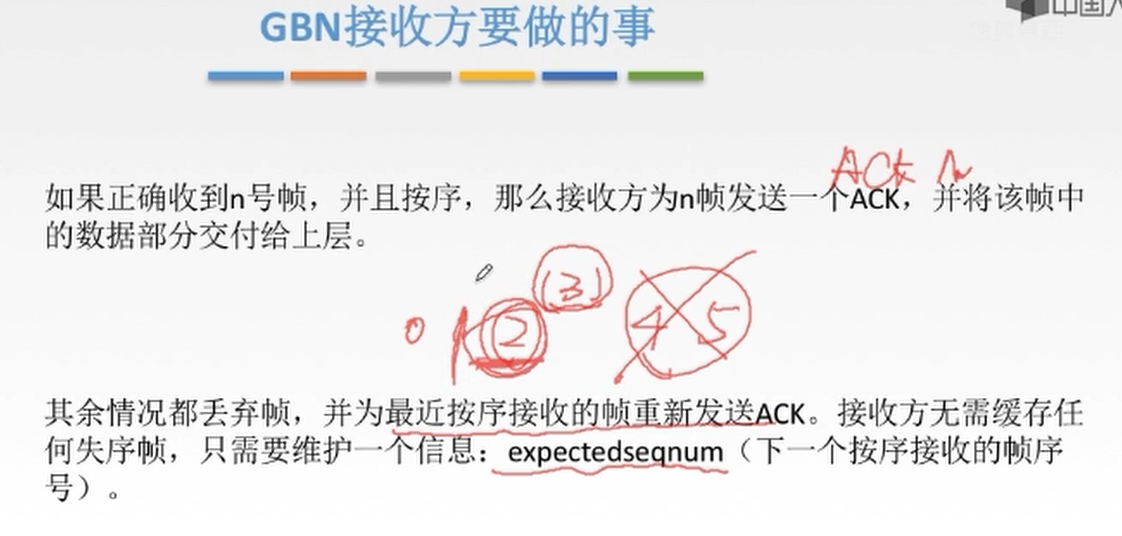 中国大
GBN接收方要做的事
ACK n
如果正确收到n号帧，并且按序，那么接收方为n帧发送一个ACK，并将该帧中
的数据部分交付给上层。
0 1 2 3 4 5
其余情况都丢弃帧，并为最近按序接收的帧重新发送ACK。接收方无需缓存任
何失序帧，只需要维护一个信息：expectedseqnum（下一个按序接收的帧序
号）。